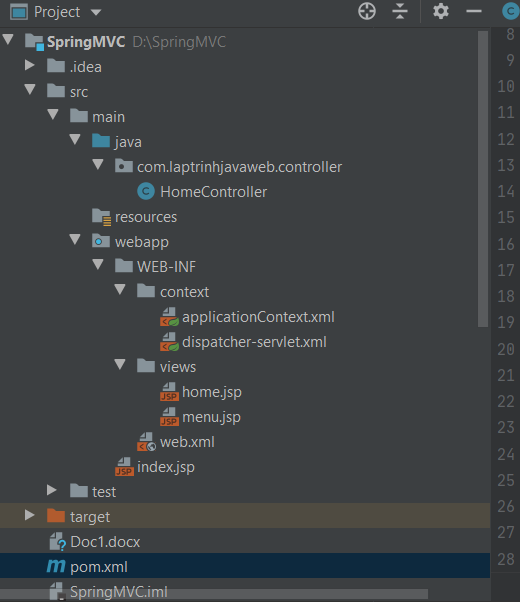 Project
SpringMVC D:\SpringMVC
.idea
src
main
java
com.laptrinhjavaweb.controller
HomeController
resources
webapp
WEB-INF
context
applicationContext.xml
dispatcher-servlet.xml
views
home.jsp
menu.jsp
web.xml
index.jsp
test
target
Doc1.docx
pom.xml
SpringMVC.iml
8
9
10
11
12
13
14
15
16
17
18
19
20
21
22
23
24
25
26
27
28